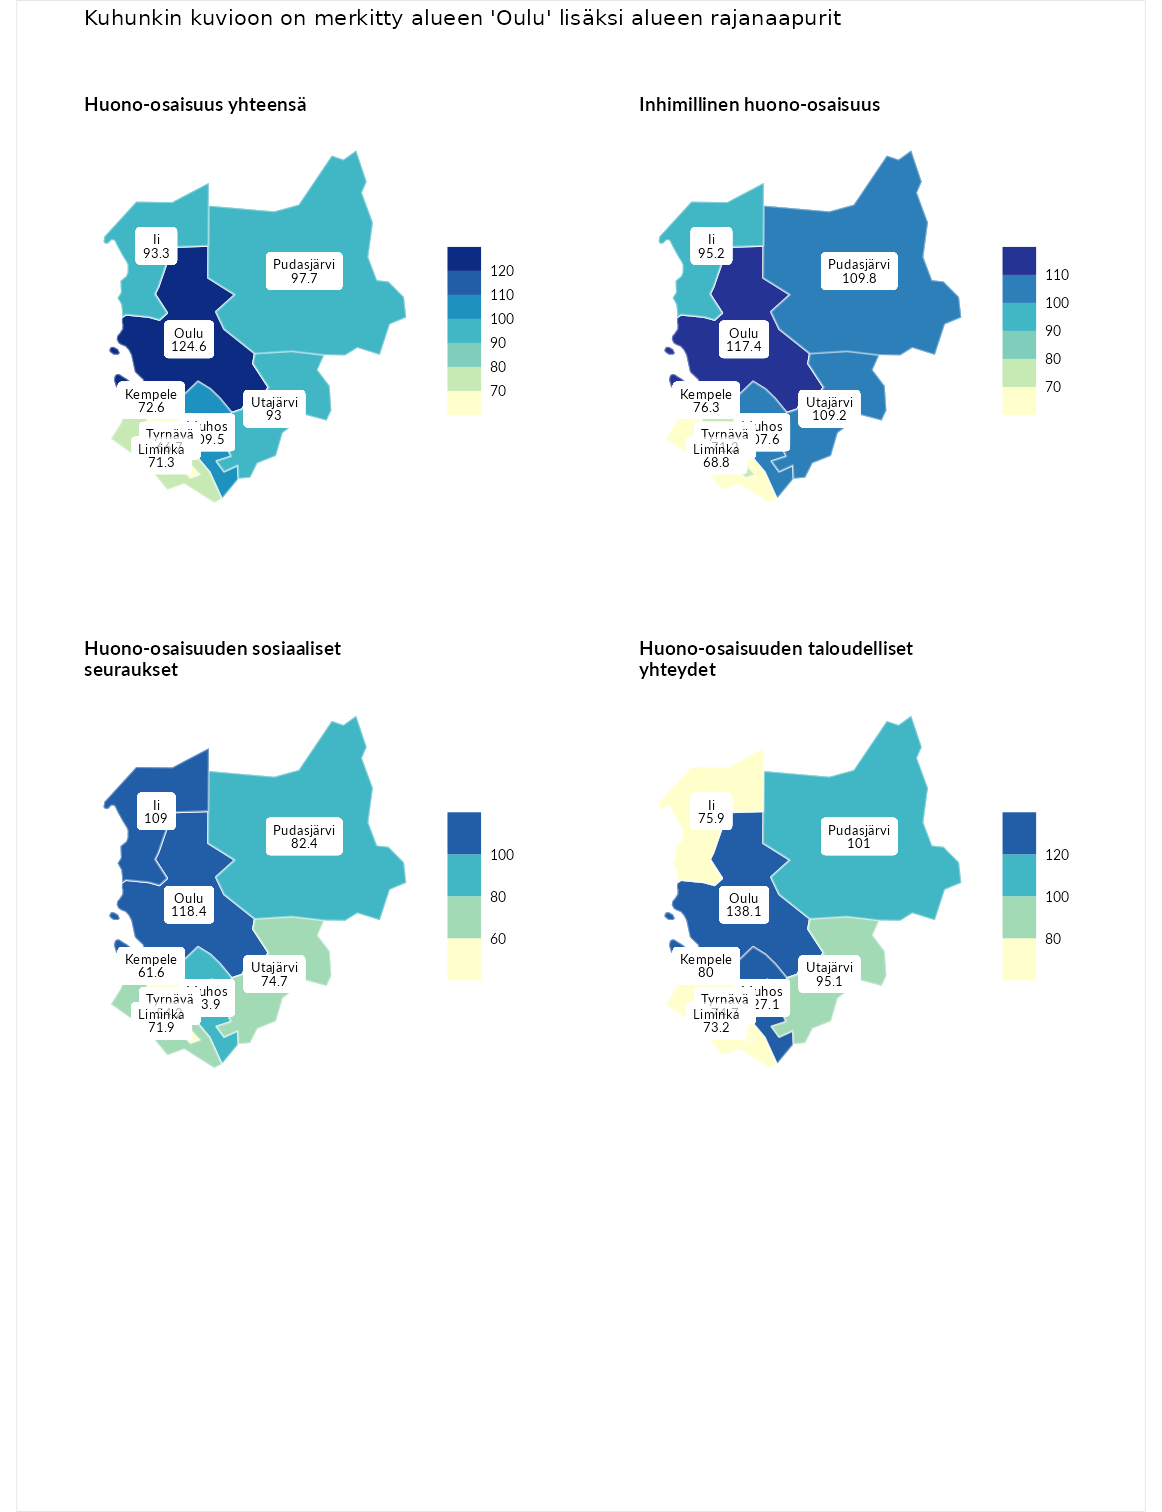 Kuhunkin kuvioon on merkitty alueen 'Oulu' lisäksi alueen rajanaapurit
Huono-osaisuus yhteensä
Ii
93.3
Pudasjärvi
97.7
Oulu
124.6
Kempele
72.6
Utajärvi
93
Tyrnävä
Liminka
71.3
120
110
100
90
80
70
Inhimillinen huono-osaisuus
Ii
95.2
Pudasjärvi
109.8
Oulu
117.4
Kempele
76.3
Utajärvi
109.2
Tyrnävä
Liminka
68.8
110
100
90
80
70
Huono-osaisuuden sosiaaliset
seuraukset
Ii
109
Pudasjärvi
82.4
Oulu
118.4
Kempele
61.6
Utajärvi
74.7
Tyrnävä
Liminka
71.9
100
80
60
Huono-osaisuuden taloudelliset
yhteydet
Ii
75.9
Pudasjärvi
101
Oulu
138.1
Kempele
80
Utajärvi
95.1
Tyrnävä
Liminka
73.2
120
100
80